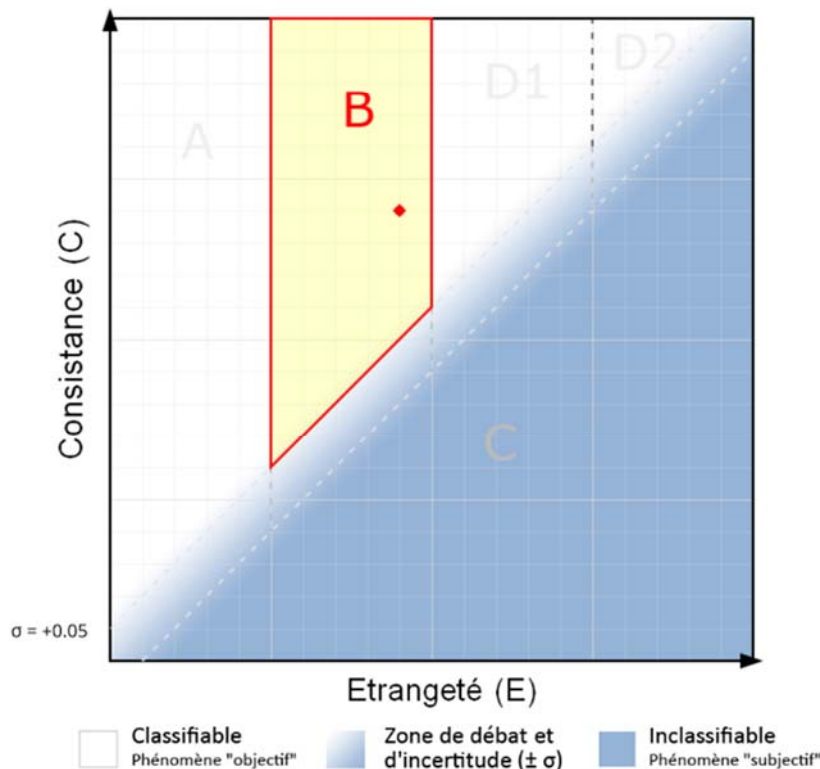 A
B
D1
D2
C
Consistance (C)
σ = +0.05
Etrangeté (E)
Classifiable
Phénomène "objectif"
Zone de débat et
d'incertitude (± σ)
Inclassifiable
Phénomène "subjectif"